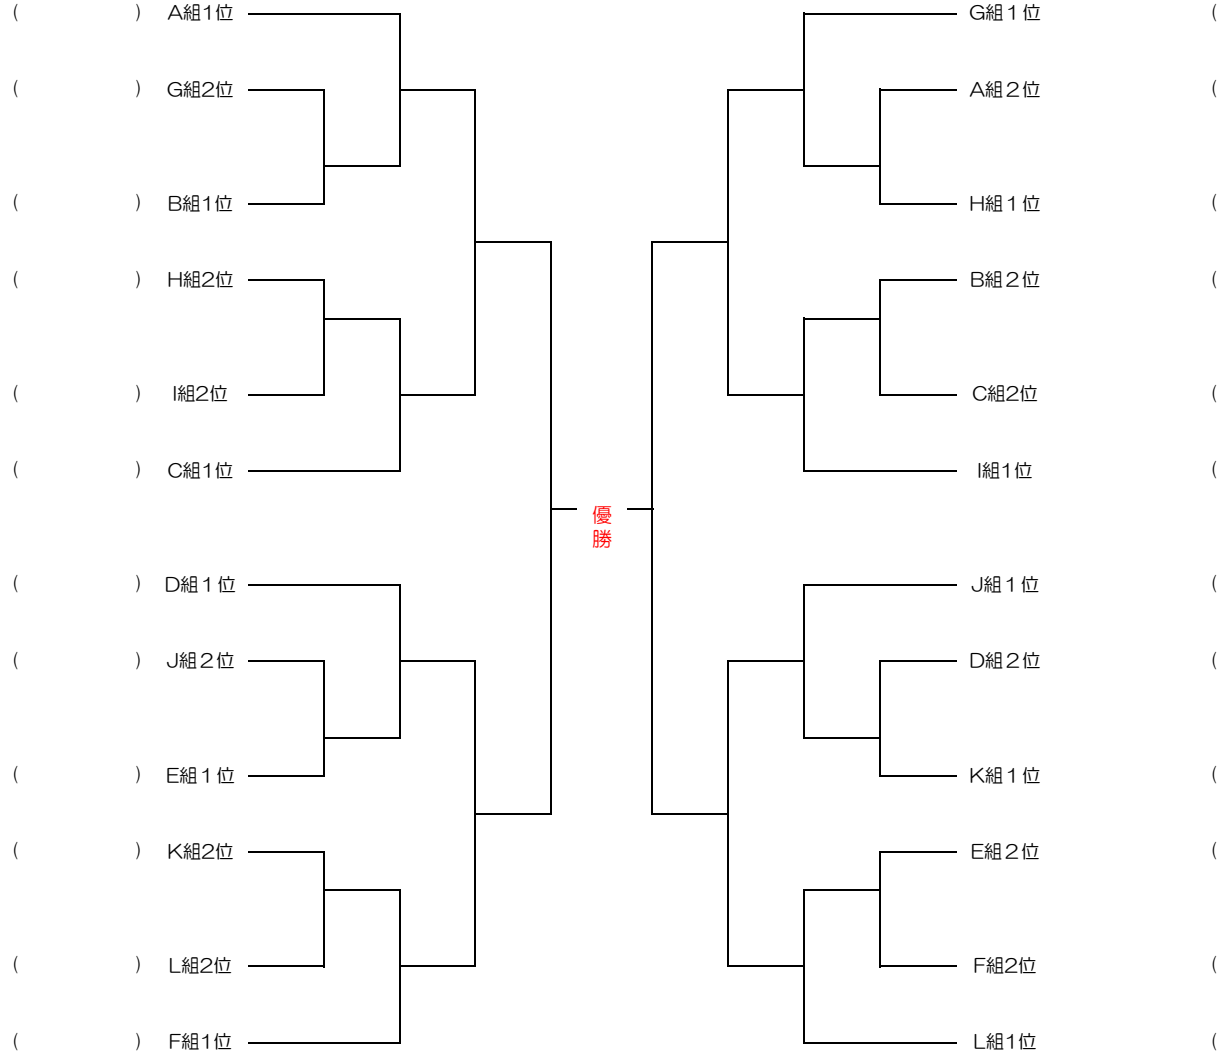 ( ) A組1位
( ) G組2位
( ) B組1位
( ) H組2位
( ) I組2位
( ) C組1位
( ) D組１位
( ) J組２位
( ) E組１位
( ) K組2位
( ) L組2位
( ) F組1位
優
勝
G組１位 (
A組２位 (
H組１位 (
B組２位 (
C組2位 (
I組1位 (
J組１位 (
D組２位 (
K組１位 (
E組２位 (
F組2位 (
L組1位 (